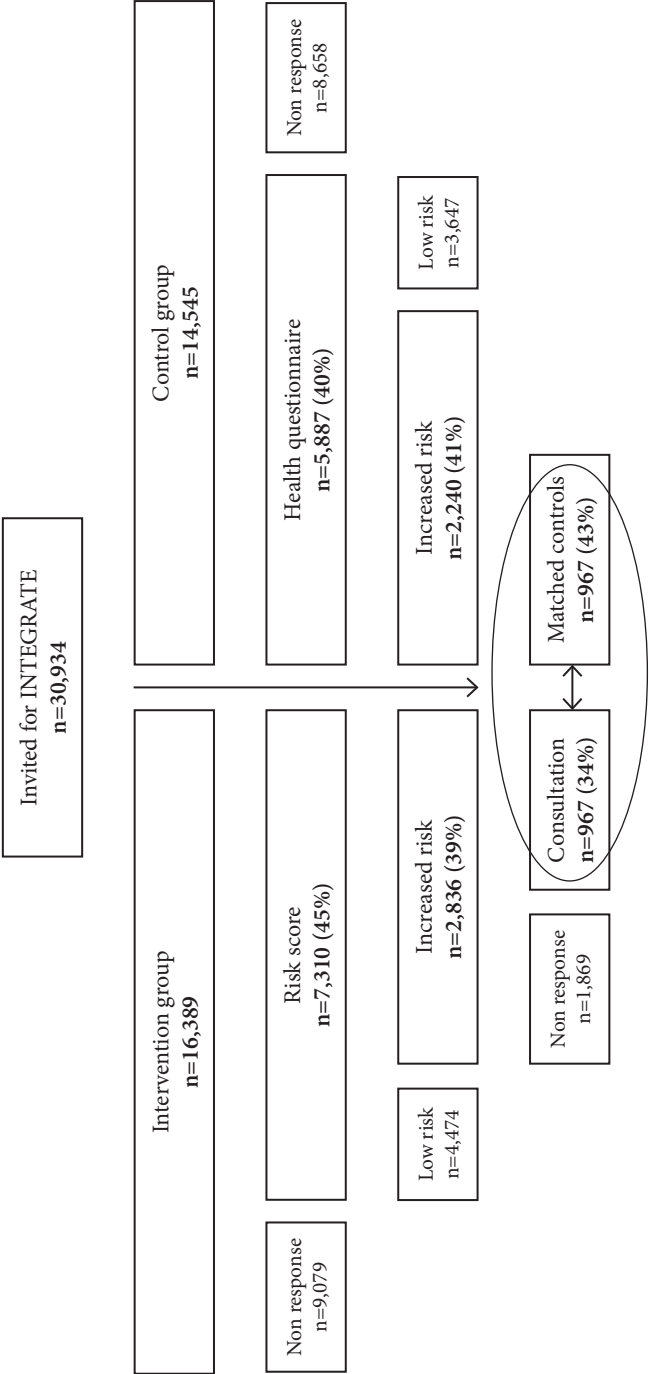 Invited for INTEGRATE
n=30,934
Intervention group
n=16,389
Control group
n=14,545
Non response
n=9,079
Risk score
n=7,310 (45%)
Health questionnaire
n=5,887 (40%)
Non response
n=8,658
Low risk
n=4,474
Increased risk
n=2,836 (39%)
Increased risk
n=2,240 (41%)
Low risk
n=3,647
Non response
n=1,869
Consultation
n=967 (34%)
Matched controls
n=967 (43%)